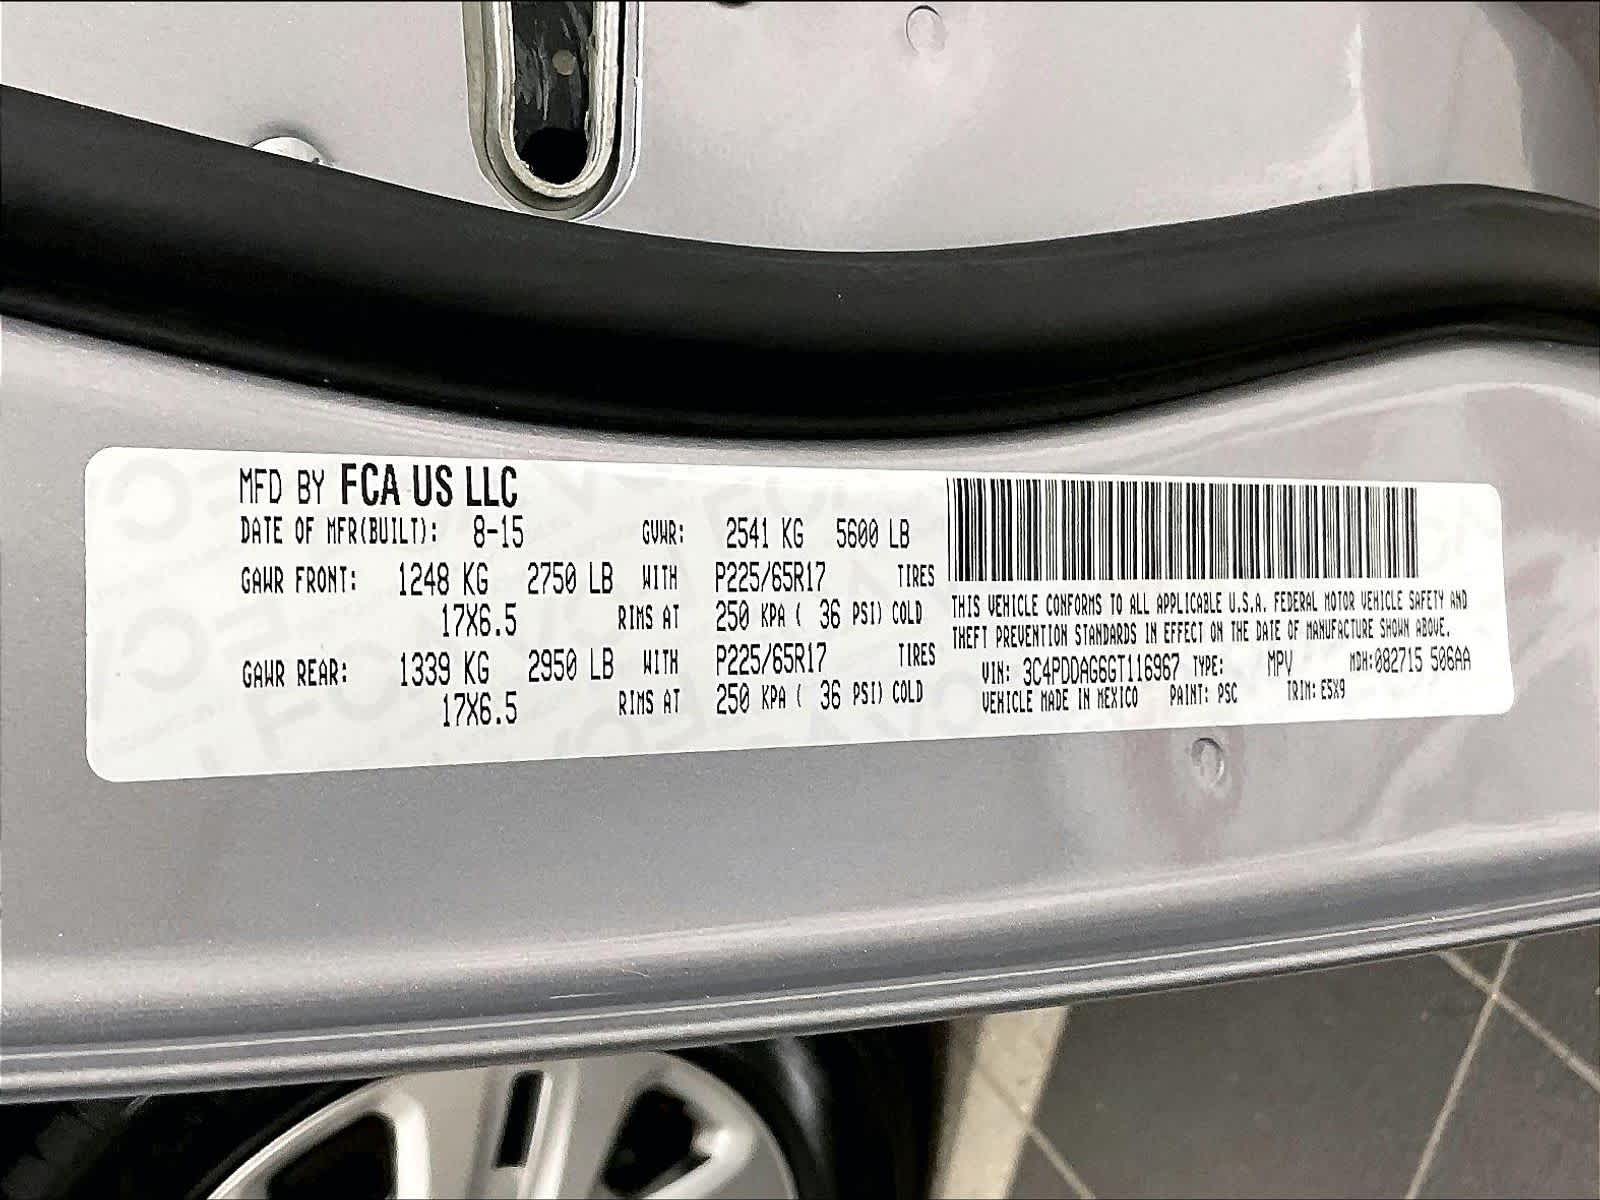 MFD BY FCA US LLC
DATE OF MFR(BUILT): 8-15 GVWR: 2541 KG 5600 LB
GAWR FRONT: 1248 KG 2750 LB WITH P225/65R17 TIRES
17X6.5 RIMS AT 250 KPA ( 36 PSI) COLD
GAWR REAR: 1339 KG 2950 LB WITH P225/65R17 TIRES
17X6.5 RIMS AT 250 KPA ( 36 PSI) COLD
THIS VEHICLE CONFORMS TO ALL APPLICABLE U.S.A. FEDERAL MOTOR VEHICLE SAFETY AND
THEFT PREVENTION STANDARDS IN EFFECT ON THE DATE OF MANUFACTURE SHOWN ABOVE.
VIN: 3C4PDDAG6GT116967 TYPE: MPV MDH:082715 506AA
VEHICLE MADE IN MEXICO PAINT: PSC TRIM: E5X9